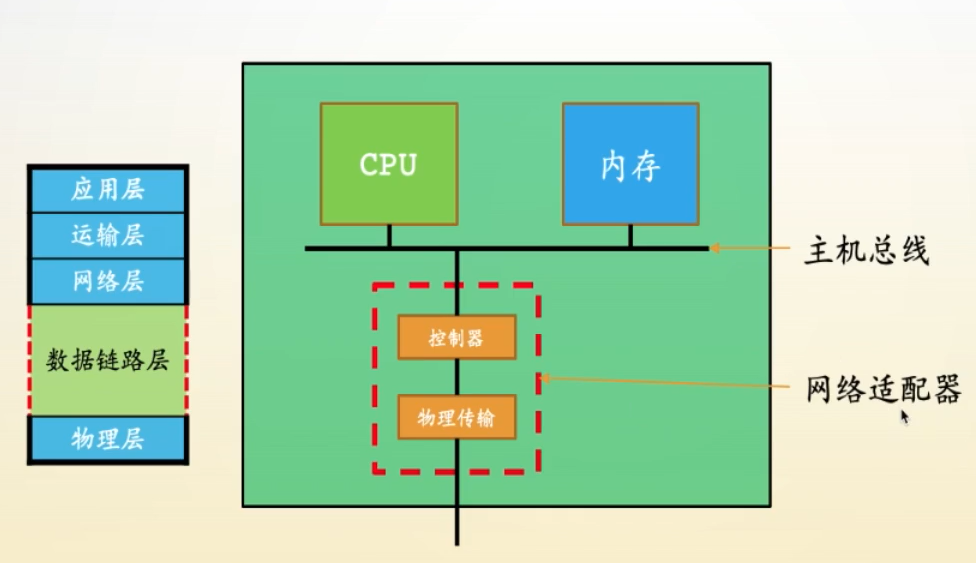 应用层
运输层
网络层
数据链路层
物理层
CPU
内存
主机总线
控制器
物理传输
网络适配器